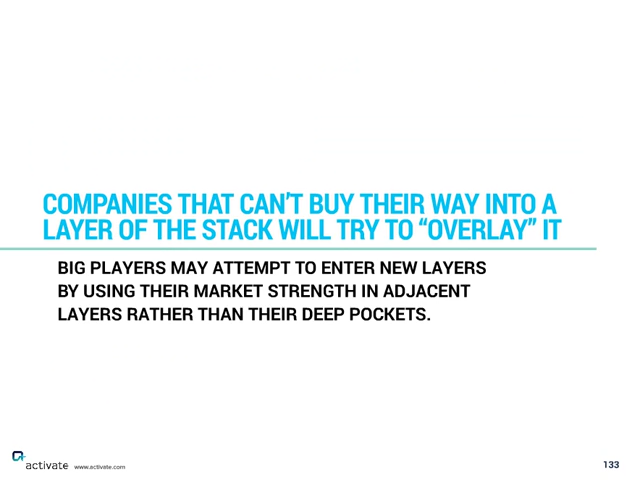 COMPANIES THAT CAN'T BUY THEIR WAY INTO A
LAYER OF THE STACK WILL TRY TO “OVERLAY” IT
BIG PLAYERS MAY ATTEMPT TO ENTER NEW LAYERS
BY USING THEIR MARKET STRENGTH IN ADJACENT
LAYERS RATHER THAN THEIR DEEP POCKETS.
activate www.activate.com 133